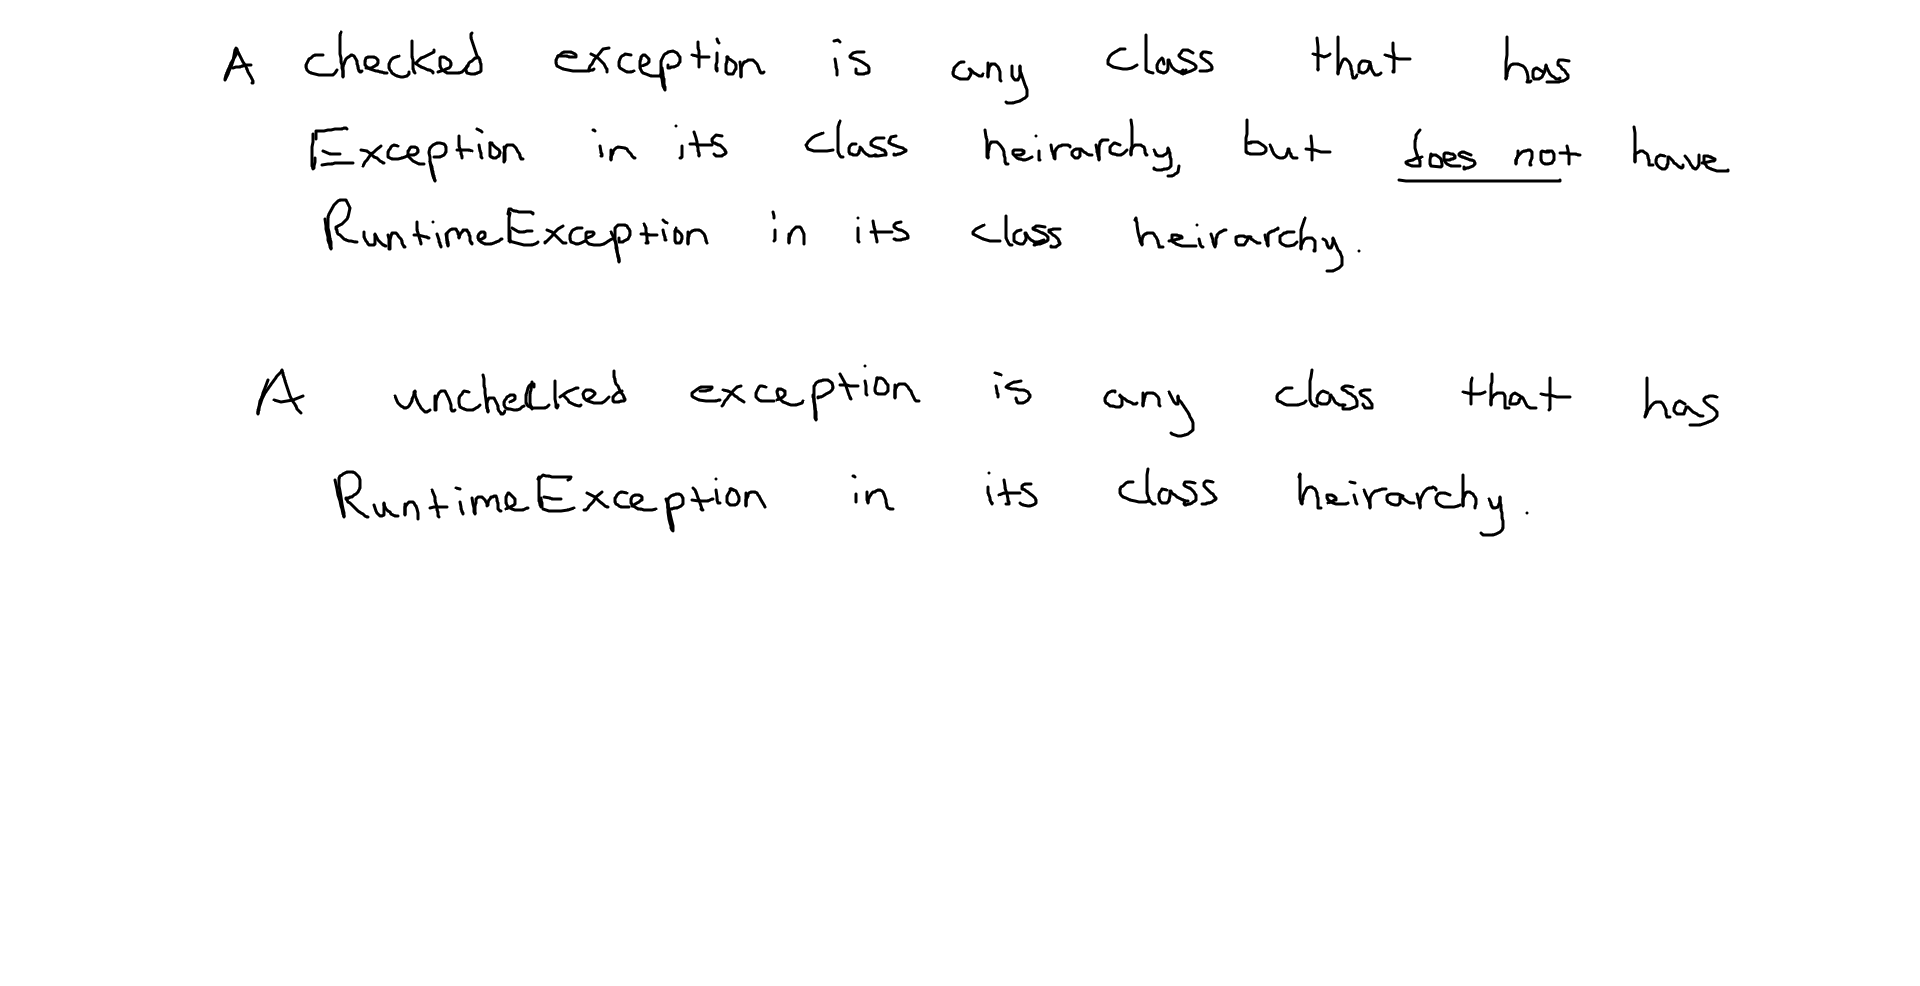 A checked exception is any class that has
Exception in its class heirarchy, but does not have
RuntimeException in its class heirarchy.
A unchecked exception is any class that has
RuntimeException in its class heirarchy.